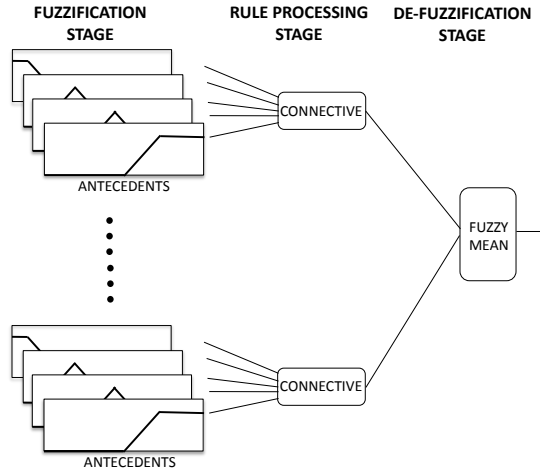 FUZZIFICATION
STAGE
RULE PROCESSING
STAGE
DE-FUZZIFICATION
STAGE
CONNECTIVE
ANTECEDENTS
FUZZY
MEAN
CONNECTIVE
ANTECEDENTS